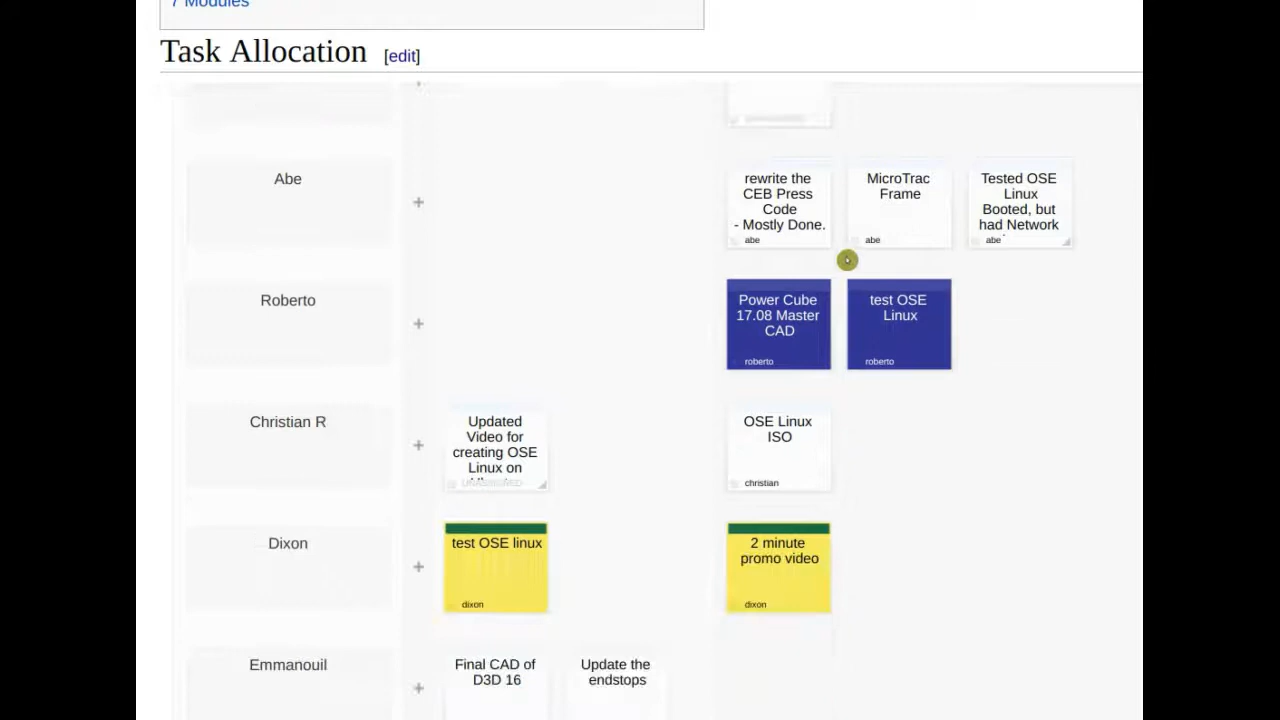 7 Modules
Task Allocation [edit]
Abe
rewrite the
CEB Press
Code
- Mostly Done.
abe
MicroTrac
Frame
abe
Tested OSE
Linux
Booted, but
had Network
abe
Roberto
Power Cube
17.08 Master
CAD
roberto
test OSE
Linux
roberto
Christian R
Updated
Video for
creating OSE
Linux on
UNASSIGNED
OSE Linux
ISO
christian
Dixon
test OSE linux
dixon
2 minute
promo video
dixon
Emmanouil
Final CAD of
D3D 16
Update the
endstops